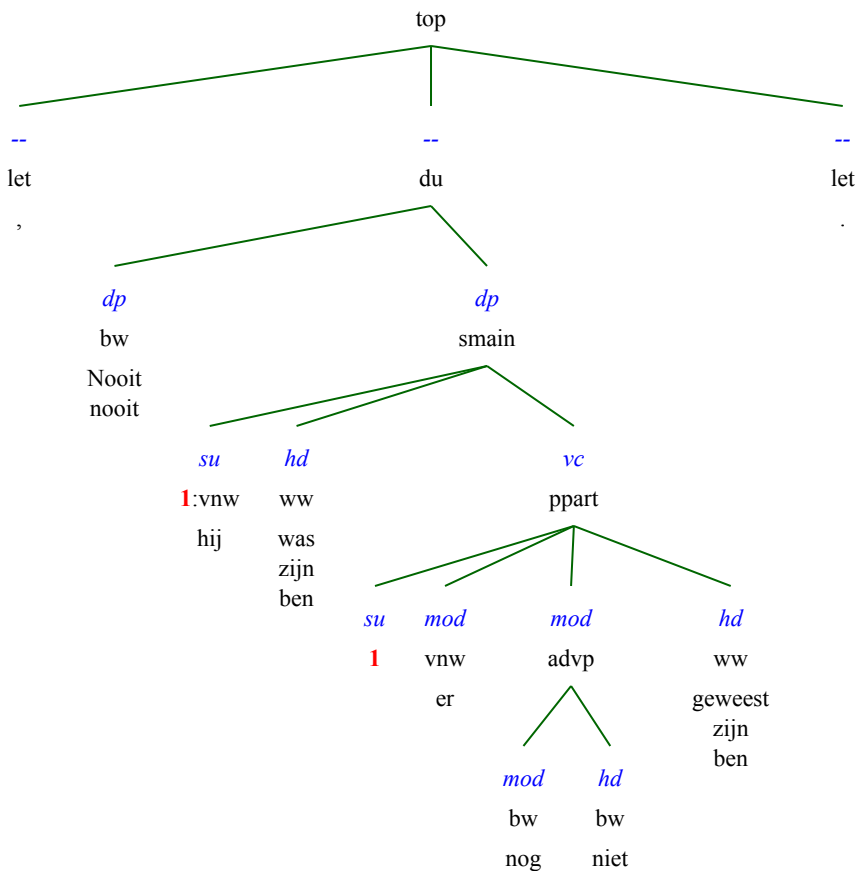 top
-- -- --
let du let
, .
dp dp
bw smain
Nooit
nooit
su hd vc
1:vnw ww ppart
hij was
zijn
ben
su mod mod hd
1 vnw advp ww
er geweest
zijn
ben
mod hd
bw bw
nog niet